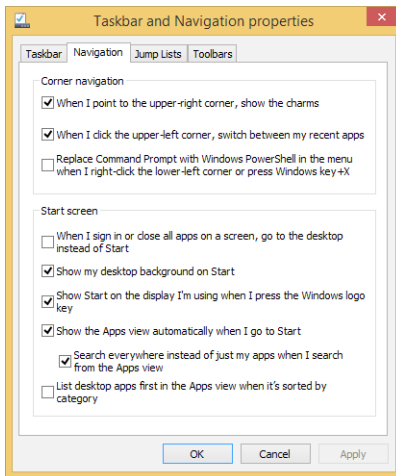 Taskbar and Navigation properties
Taskbar Navigation Jump Lists Toolbars
Corner navigation
When I point to the upper-right corner, show the charms
When I click the upper-left corner, switch between my recent apps
Replace Command Prompt with Windows PowerShell in the menu
when I right-click the lower-left corner or press Windows key+X
Start screen
When I sign in or close all apps on a screen, go to the desktop
instead of Start
Show my desktop background on Start
Show Start on the display I'm using when I press the Windows logo
key
Show the Apps view automatically when I go to Start
Search everywhere instead of just my apps when I search
from the Apps view
List desktop apps first in the Apps view when it's sorted by
category
OK Cancel Apply